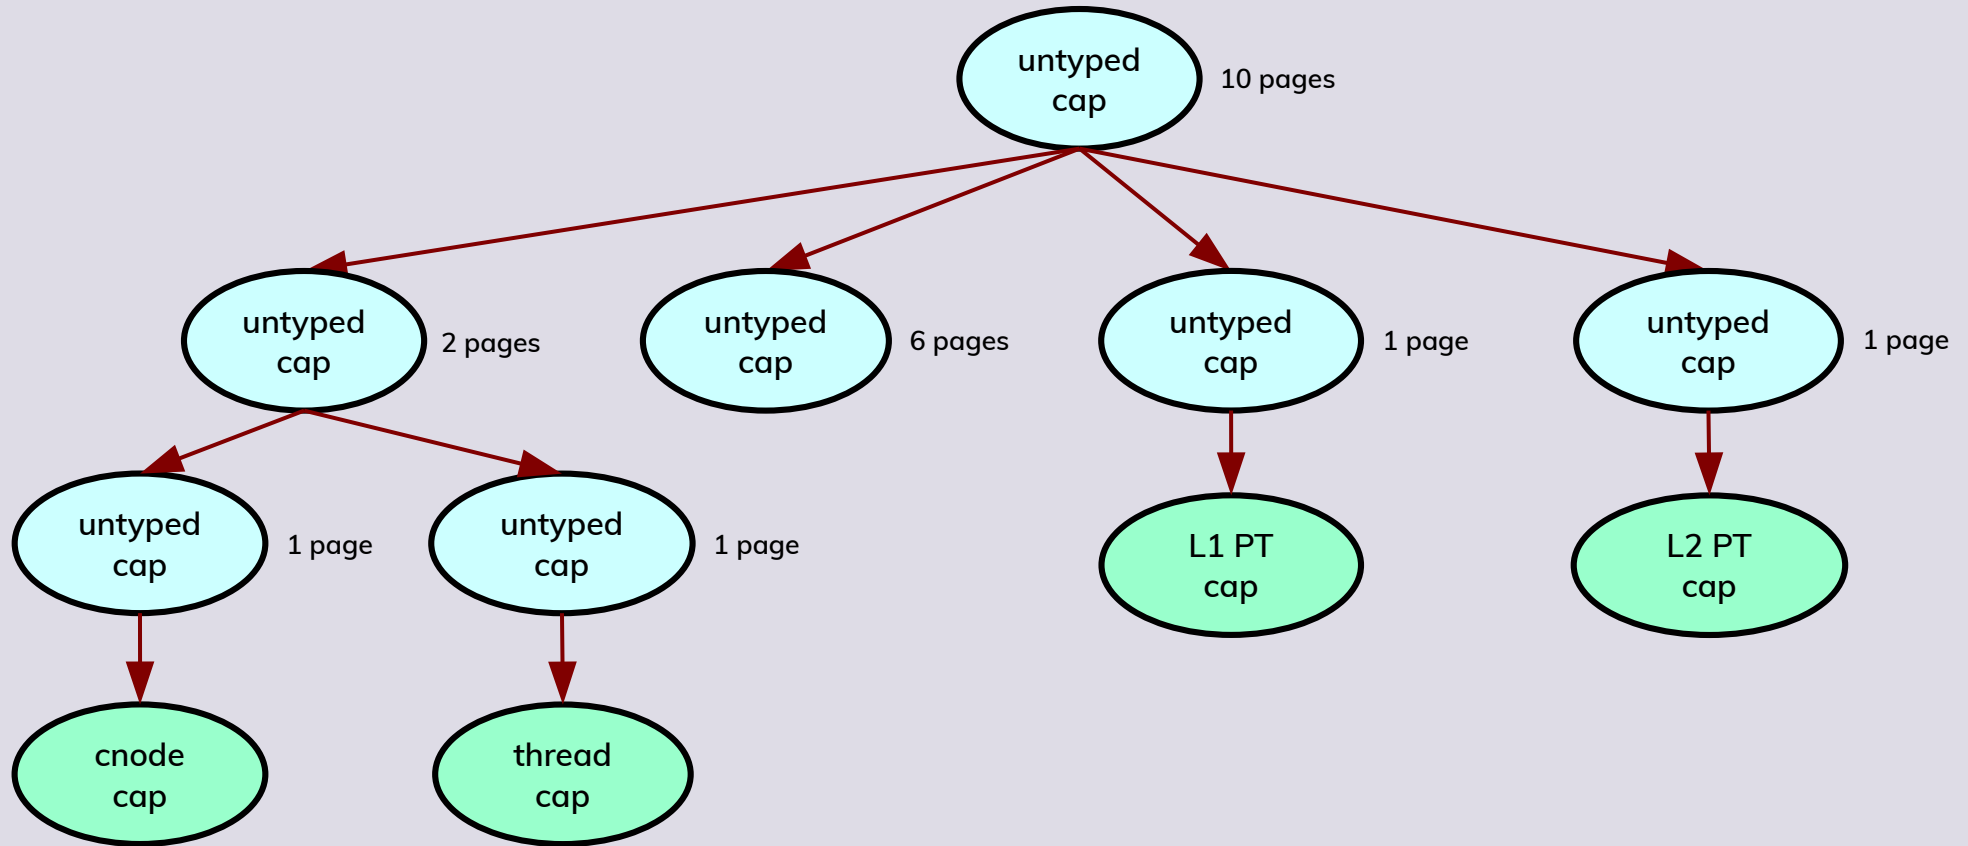 untyped
cap
10 pages
untyped
cap
2 pages
untyped
cap
6 pages
untyped
cap
1 page
untyped
cap
1 page
untyped
cap
1 page
untyped
cap
1 page
L1 PT
cap
L2 PT
cap
cnode
cap
thread
cap